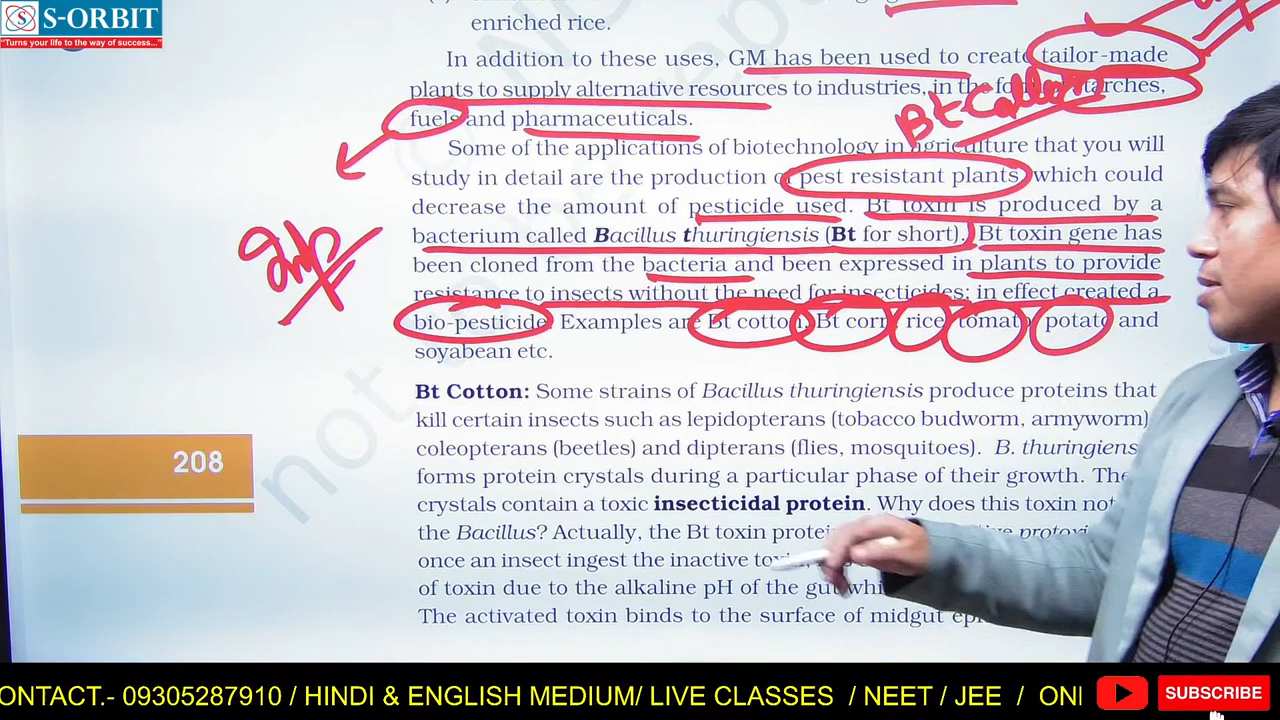 S-ORBIT
"Turns your life to the way of success..."
enriched rice.
In addition to these uses, GM has been used to create tailor-made
plants to supply alternative resources to industries, in the
fuels and pharmaceuticals.
Bt
Some of the applications of biotechnology in agriculture that you will
study in detail are the production of pest resistant plants, which could
decrease the amount of pesticide used. Bt toxin is produced by a
bacterium called Bacillus thuringiensis (Bt for short). Bt toxin gene has
been cloned from the bacteria and been expressed in plants to provide
resistance to insects without the need for insecticides; in effect created a
bio-pesticide. Examples are Bt cotton, Bt corn, rice, tomato, potato and
soyabean etc.
Imp
Bt Cotton: Some strains of Bacillus thuringiensis produce proteins that
kill certain insects such as lepidopterans (tobacco budworm, armyworm)
coleopterans (beetles) and dipterans (flies, mosquitoes). B.
forms protein crystals during a particular phase of their growth.
crystals contain a toxic insecticidal protein. Why does this toxin
the Bacillus? Actually, the Bt toxin
once an insect ingest the inactive
of toxin due to the alkaline pH of the gut
The activated toxin binds to the surface of midgut
208
CONTACT.- 09305287910 / HINDI & ENGLISH MEDIUM/ LIVE CLASSES / NEET / JEE /
SUBSCRIBE